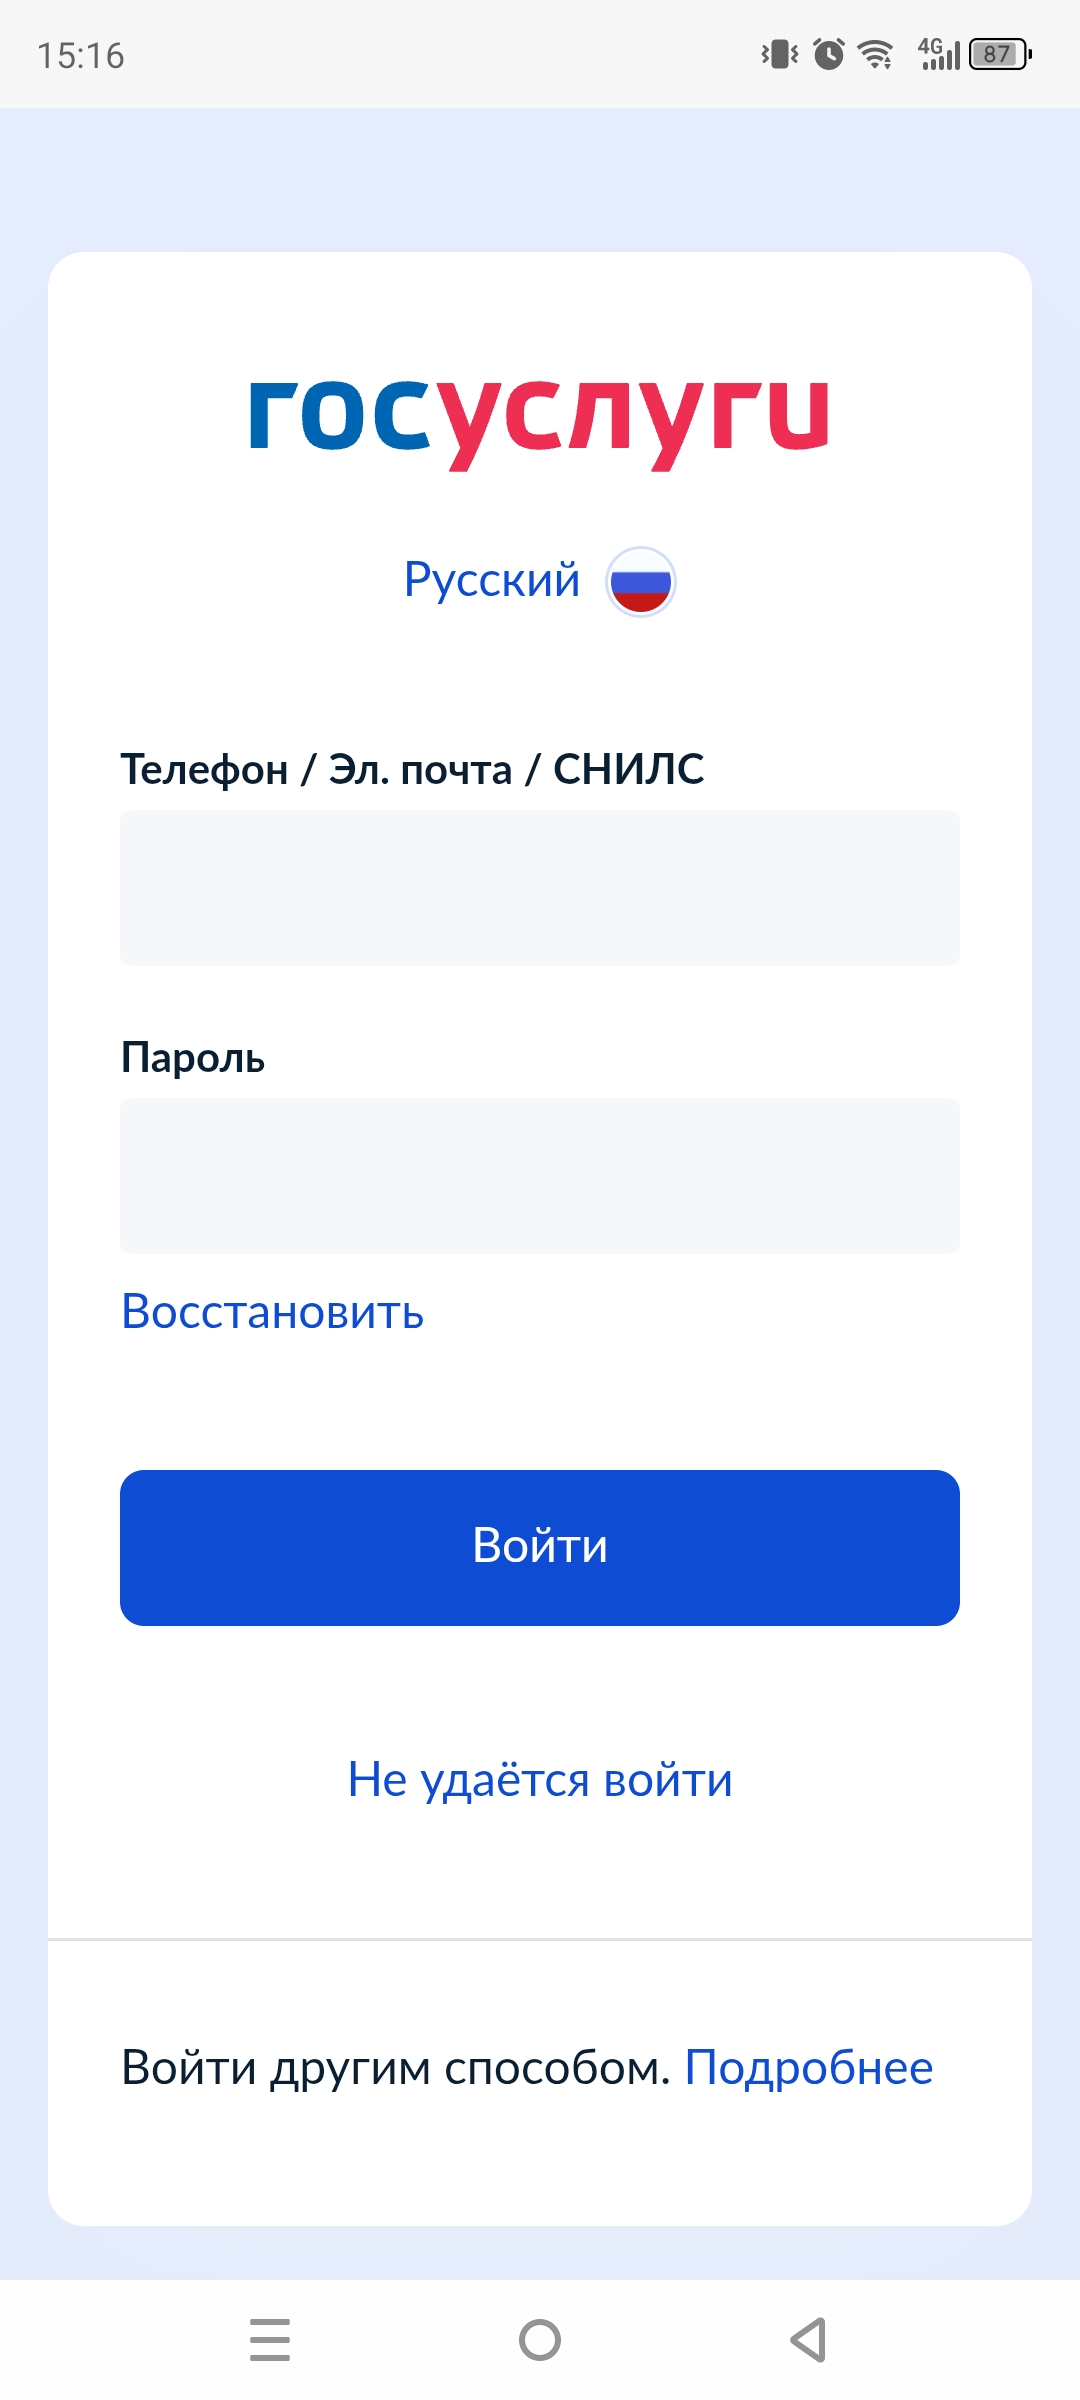 15:16
4G
87
госуслуги
Русский
Телефон / Эл. почта / СНИЛС
Пароль
Восстановить
Войти
Не удаётся войти
Войти другим способом. Подробнее